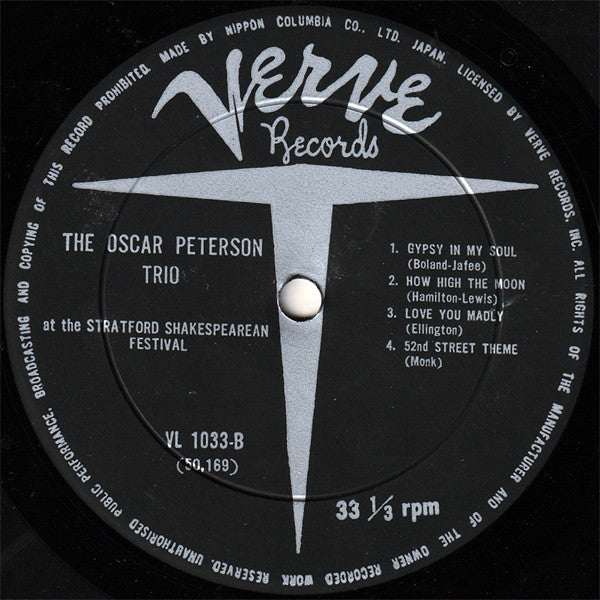 MADE BY NIPPON COLUMBIA CO., LTD. JAPAN. LICENSED BY VERVE RECORDS, INC. ALL RIGHTS OF THE MANUFACTURER AND OF THE OWNER RECORDED WORK RESERVED. UNAUTHORISED PUBLIC PERFORMANCE, BROADCASTING AND COPYING OF THIS RECORD PROHIBITED.
Verve
Records
THE OSCAR PETERSON
TRIO
at the STRATFORD SHAKESPEAREAN
FESTIVAL
VL 1033-B
(50,169)
1. GYPSY IN MY SOUL
(Boland-Jafee)
2. HOW HIGH THE MOON
(Hamilton-Lewis)
3. LOVE YOU MADLY
(Ellington)
4. 52nd STREET THEME
(Monk)
33 1/3 rpm